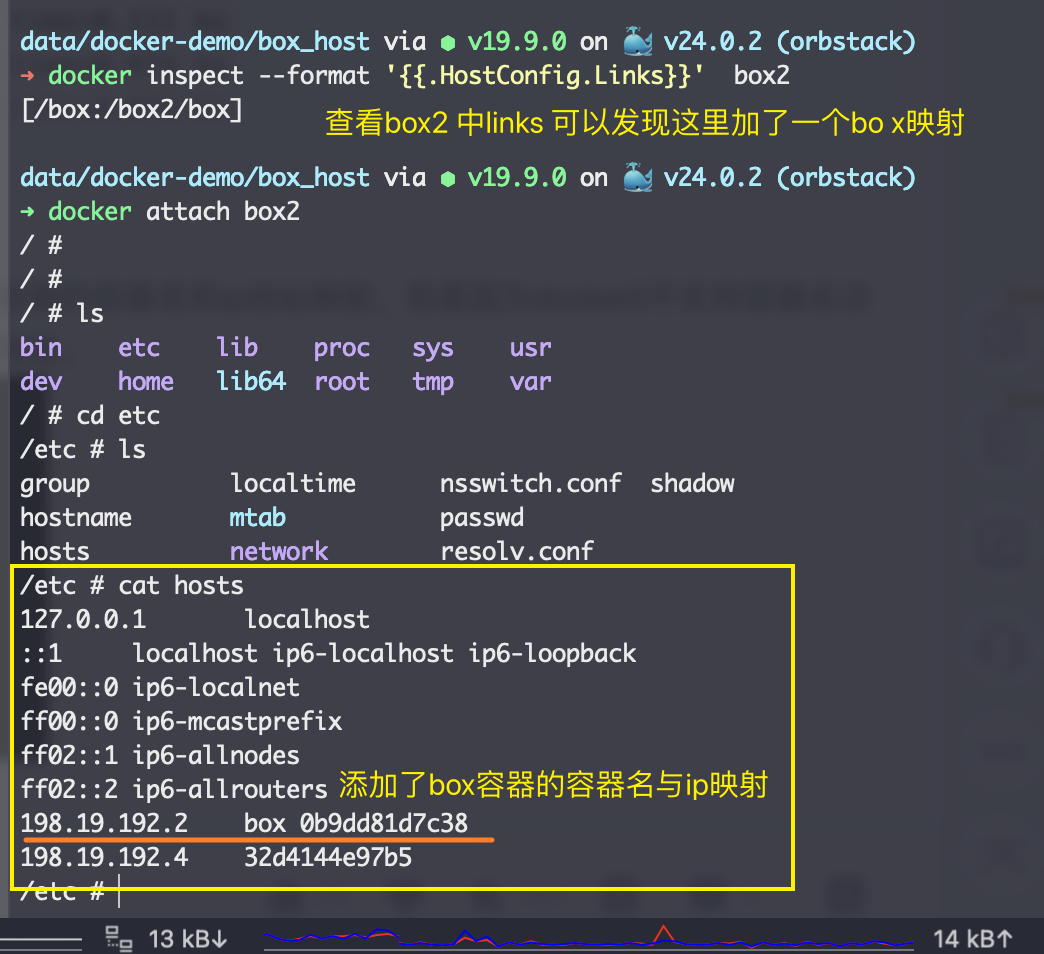 data/docker-demo/box_host via ⬢ v19.9.0 on 🐳 v24.0.2 (orbstack)
➜ docker inspect --format '{{.HostConfig.Links}}'  box2
[/box:/box2/box]
查看box2 中links 可以发现这里加了一个bo x映射
data/docker-demo/box_host via ⬢ v19.9.0 on 🐳 v24.0.2 (orbstack)
➜ docker attach box2
/ #
/ #
/ # ls
bin    etc    lib    proc   sys    usr
dev    home   lib64  root   tmp    var
/ # cd etc
/etc # ls
group          localtime      nsswitch.conf  shadow
hostname       mtab           passwd
hosts          network        resolv.conf
/etc # cat hosts
127.0.0.1       localhost
::1     localhost ip6-localhost ip6-loopback
fe00::0 ip6-localnet
ff00::0 ip6-mcastprefix
ff02::1 ip6-allnodes
ff02::2 ip6-allrouters
添加了box容器的容器名与ip映射
198.19.192.2    box 0b9dd81d7c38
198.19.192.4    32d4144e97b5
/etc #
13 kB↓
14 kB↑